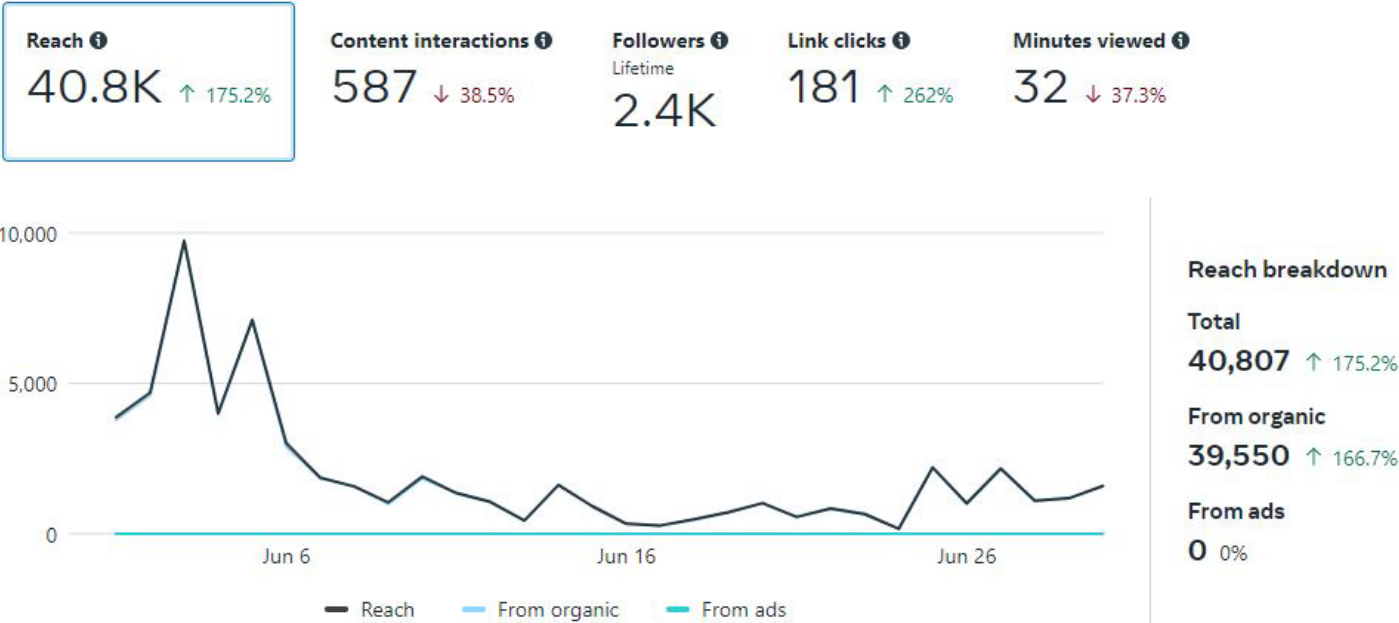 Reach
40.8K ↑ 175.2%
Content interactions
587 ↓ 38.5%
Followers
Lifetime
2.4K
Link clicks
181 ↑ 262%
Minutes viewed
32 ↓ 37.3%
10,000
5,000
0
Jun 6 Jun 16 Jun 26
Reach From organic From ads
Reach breakdown
Total
40,807 ↑ 175.2%
From organic
39,550 ↑ 166.7%
From ads
0 0%